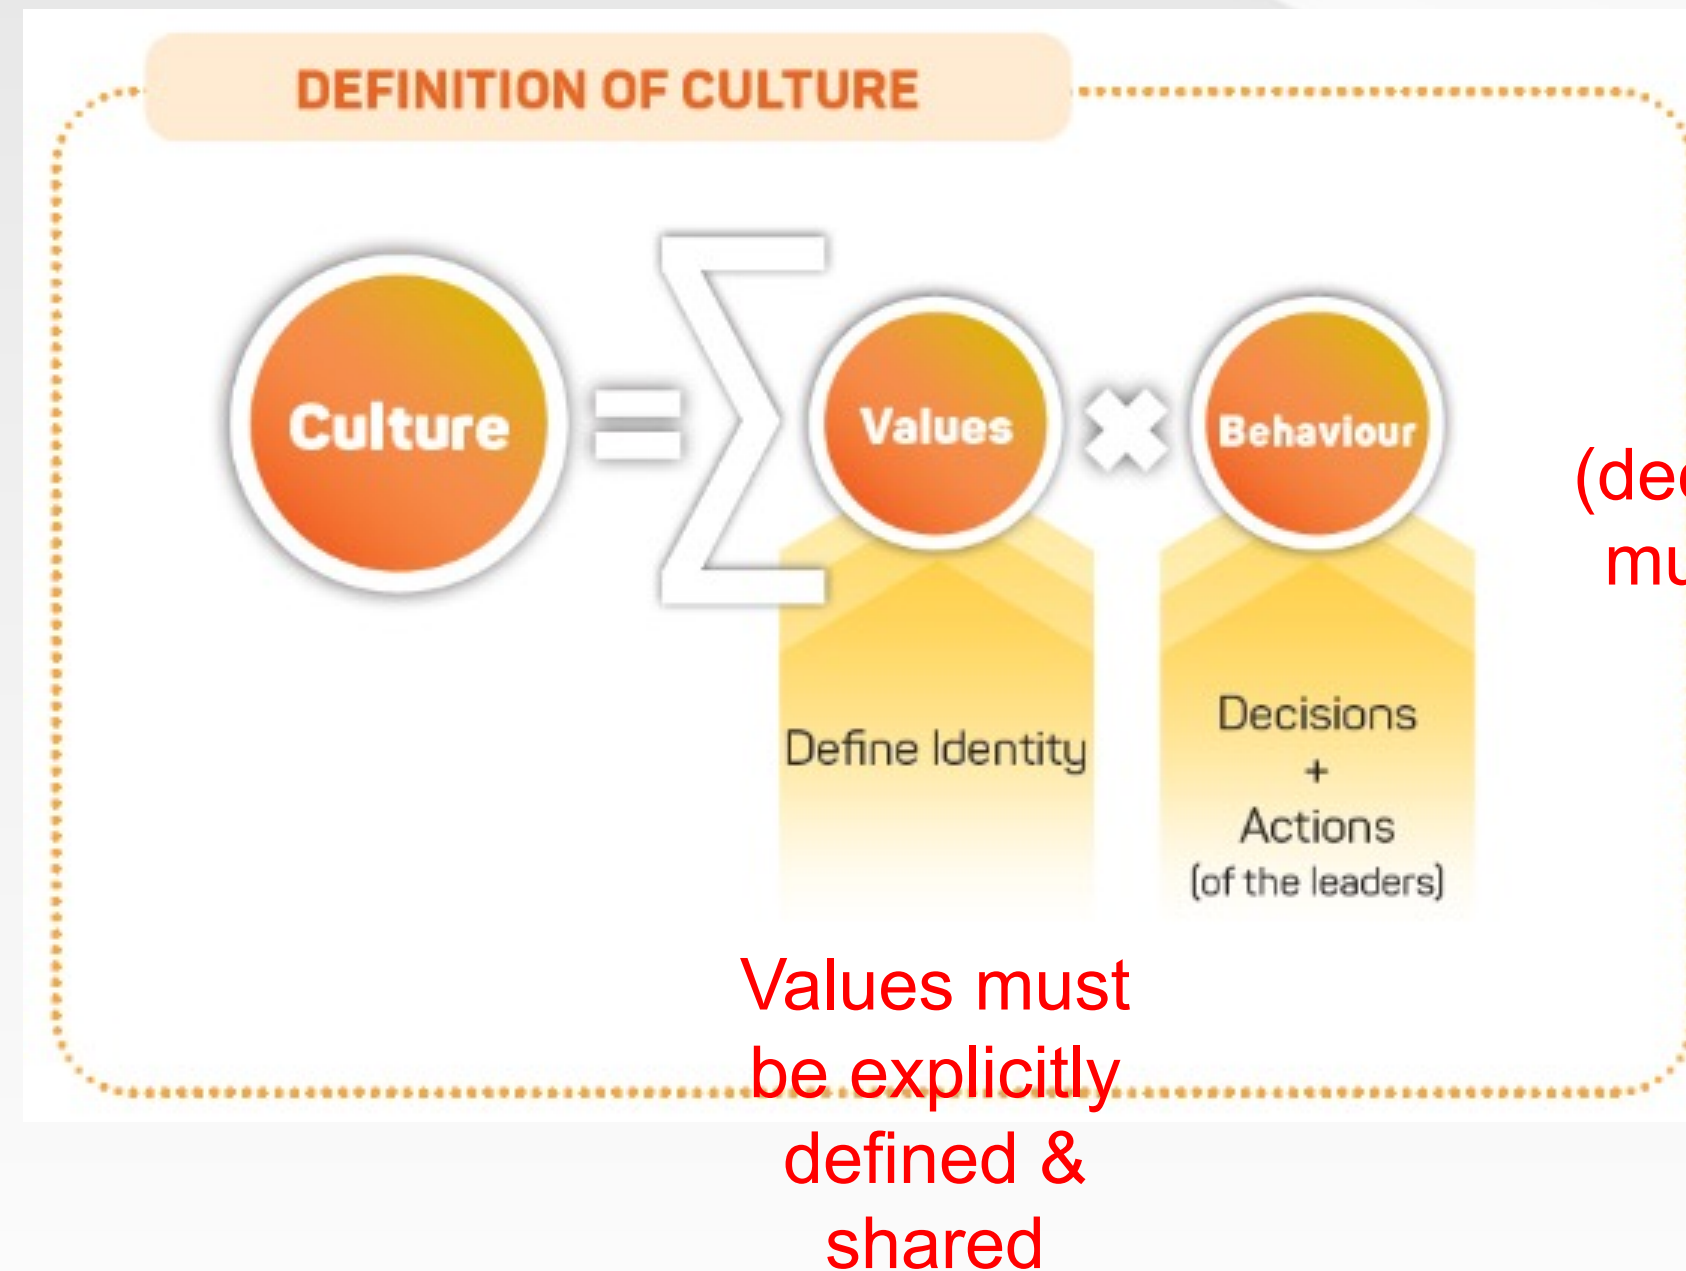 DEFINITION OF CULTURE
Culture = ∑ Values × Behaviour
Define Identity
Decisions
+
Actions
(of the leaders)
Values must
be explicitly
defined &
shared